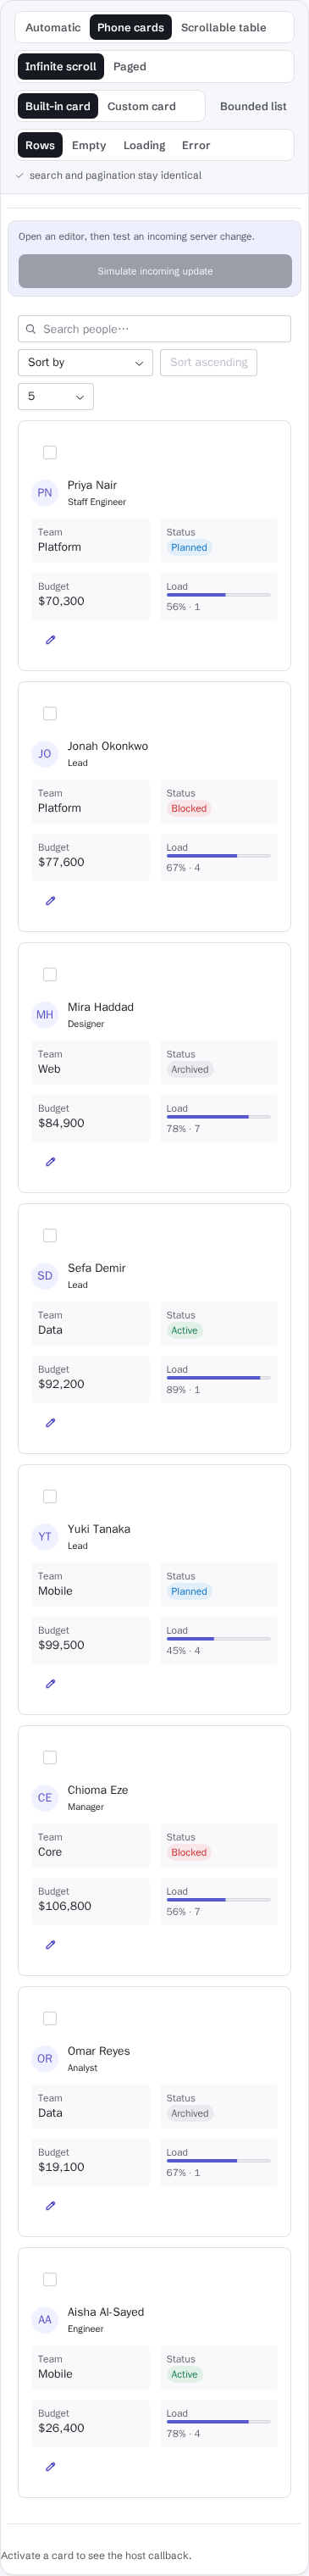 Automatic Phone cards Scrollable table
Infinite scroll Paged
Built-in card Custom card Bounded list
Rows Empty Loading Error
search and pagination stay identical
Open an editor, then test an incoming server change.
Simulate incoming update
Search people…
Sort by Sort ascending
5
PN Priya Nair
Staff Engineer
Team Status
Platform Planned
Budget Load
$70,300 56% · 1
JO Jonah Okonkwo
Lead
Team Status
Platform Blocked
Budget Load
$77,600 67% · 4
MH Mira Haddad
Designer
Team Status
Web Archived
Budget Load
$84,900 78% · 7
SD Sefa Demir
Lead
Team Status
Data Active
Budget Load
$92,200 89% · 1
YT Yuki Tanaka
Lead
Team Status
Mobile Planned
Budget Load
$99,500 45% · 4
CE Chioma Eze
Manager
Team Status
Core Blocked
Budget Load
$106,800 56% · 7
OR Omar Reyes
Analyst
Team Status
Data Archived
Budget Load
$19,100 67% · 1
AA Aisha Al-Sayed
Engineer
Team Status
Mobile Active
Budget Load
$26,400 78% · 4
Activate a card to see the host callback.